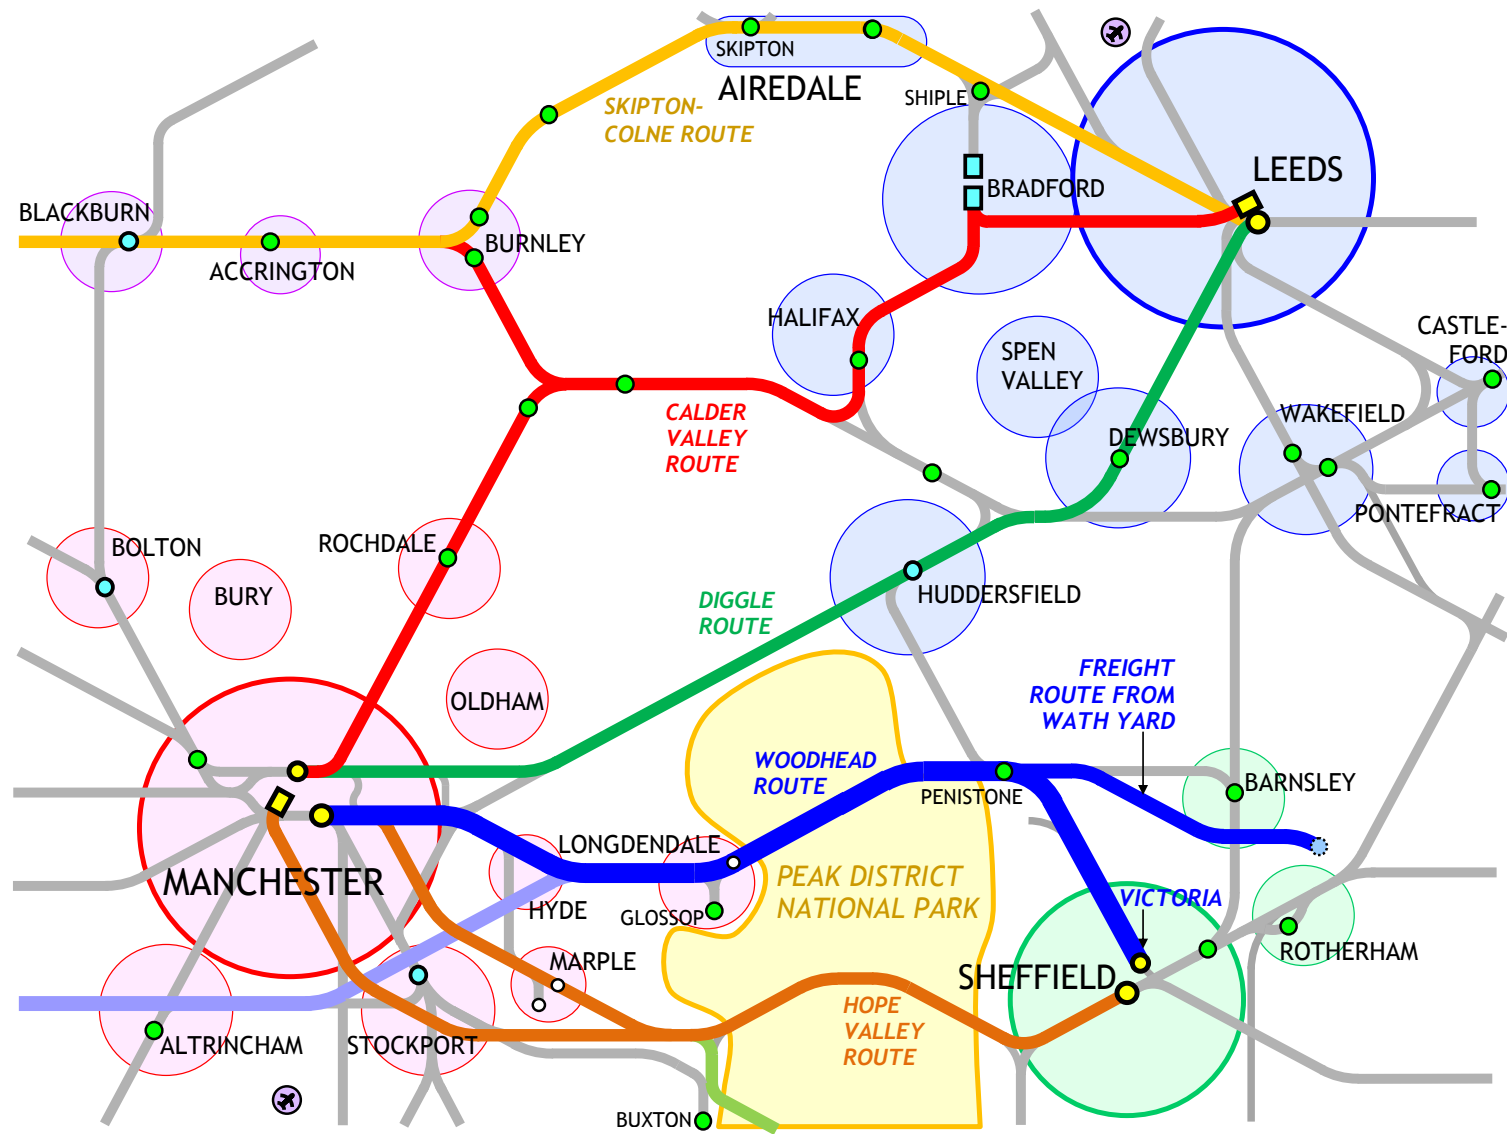 SKIPTON
AIREDALE
SKIPTON-
COLNE ROUTE
SHIPLE
LEEDS
BRADFORD
BLACKBURN
BURNLEY
ACCRINGTON
HALIFAX
CASTLE-
FORD
SPEN
VALLEY
CALDER
VALLEY
ROUTE
WAKEFIELD
DEWSBURY
PONTEFRACT
ROCHDALE
BOLTON
BURY
HUDDERSFIELD
DIGGLE
ROUTE
OLDHAM
FREIGHT
ROUTE FROM
WATH YARD
WOODHEAD
ROUTE
BARNSLEY
PENISTONE
LONGDENDALE
MANCHESTER
PEAK DISTRICT
NATIONAL PARK
VICTORIA
HYDE
GLOSSOP
ROTHERHAM
MARPLE
SHEFFIELD
HOPE
VALLEY
ROUTE
ALTRINCHAM
STOCKPORT
BUXTON